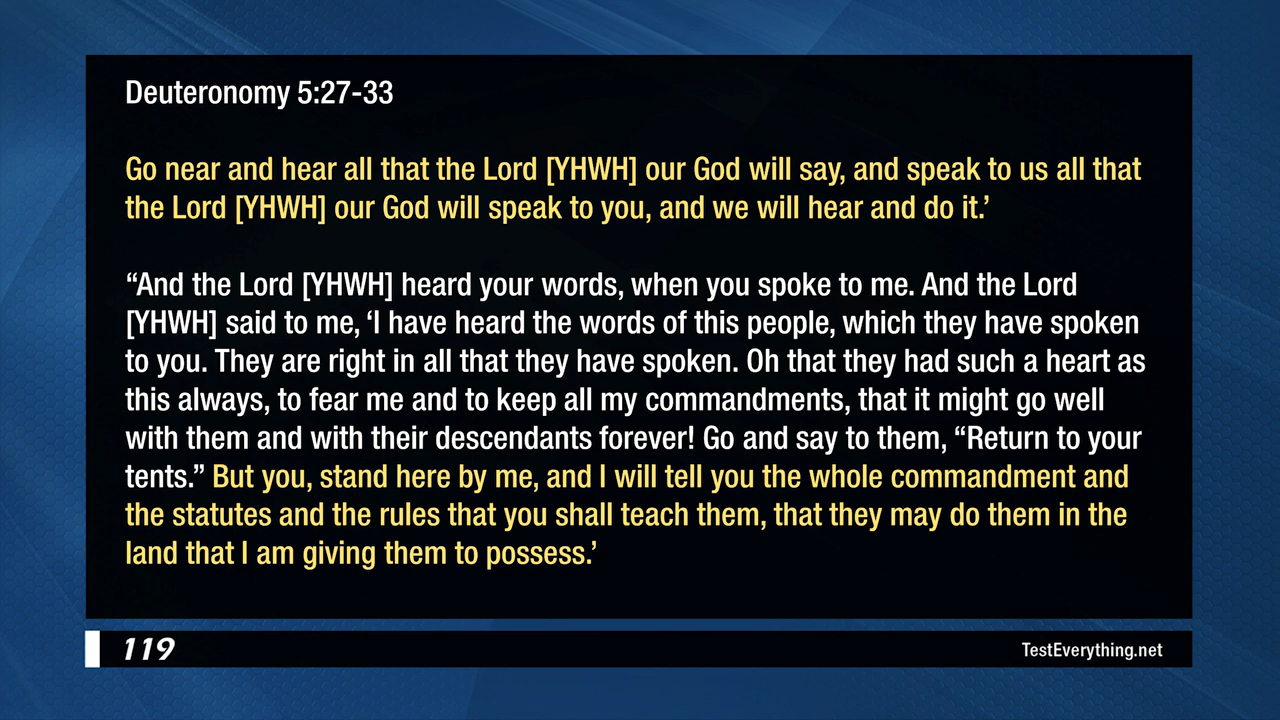 Deuteronomy 5:27-33
Go near and hear all that the Lord [YHWH] our God will say, and speak to us all that
the Lord [YHWH] our God will speak to you, and we will hear and do it.’
“And the Lord [YHWH] heard your words, when you spoke to me. And the Lord
[YHWH] said to me, ‘I have heard the words of this people, which they have spoken
to you. They are right in all that they have spoken. Oh that they had such a heart as
this always, to fear me and to keep all my commandments, that it might go well
with them and with their descendants forever! Go and say to them, “Return to your
tents.” But you, stand here by me, and I will tell you the whole commandment and
the statutes and the rules that you shall teach them, that they may do them in the
land that I am giving them to possess.’
119
TestEverything.net